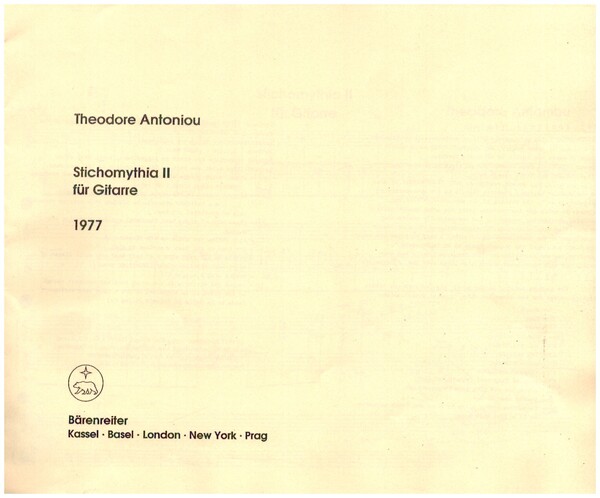 Theodore Antoniou
Stichomythia II
für Gitarre
1977
Bärenreiter
Kassel · Basel · London · New York · Prag